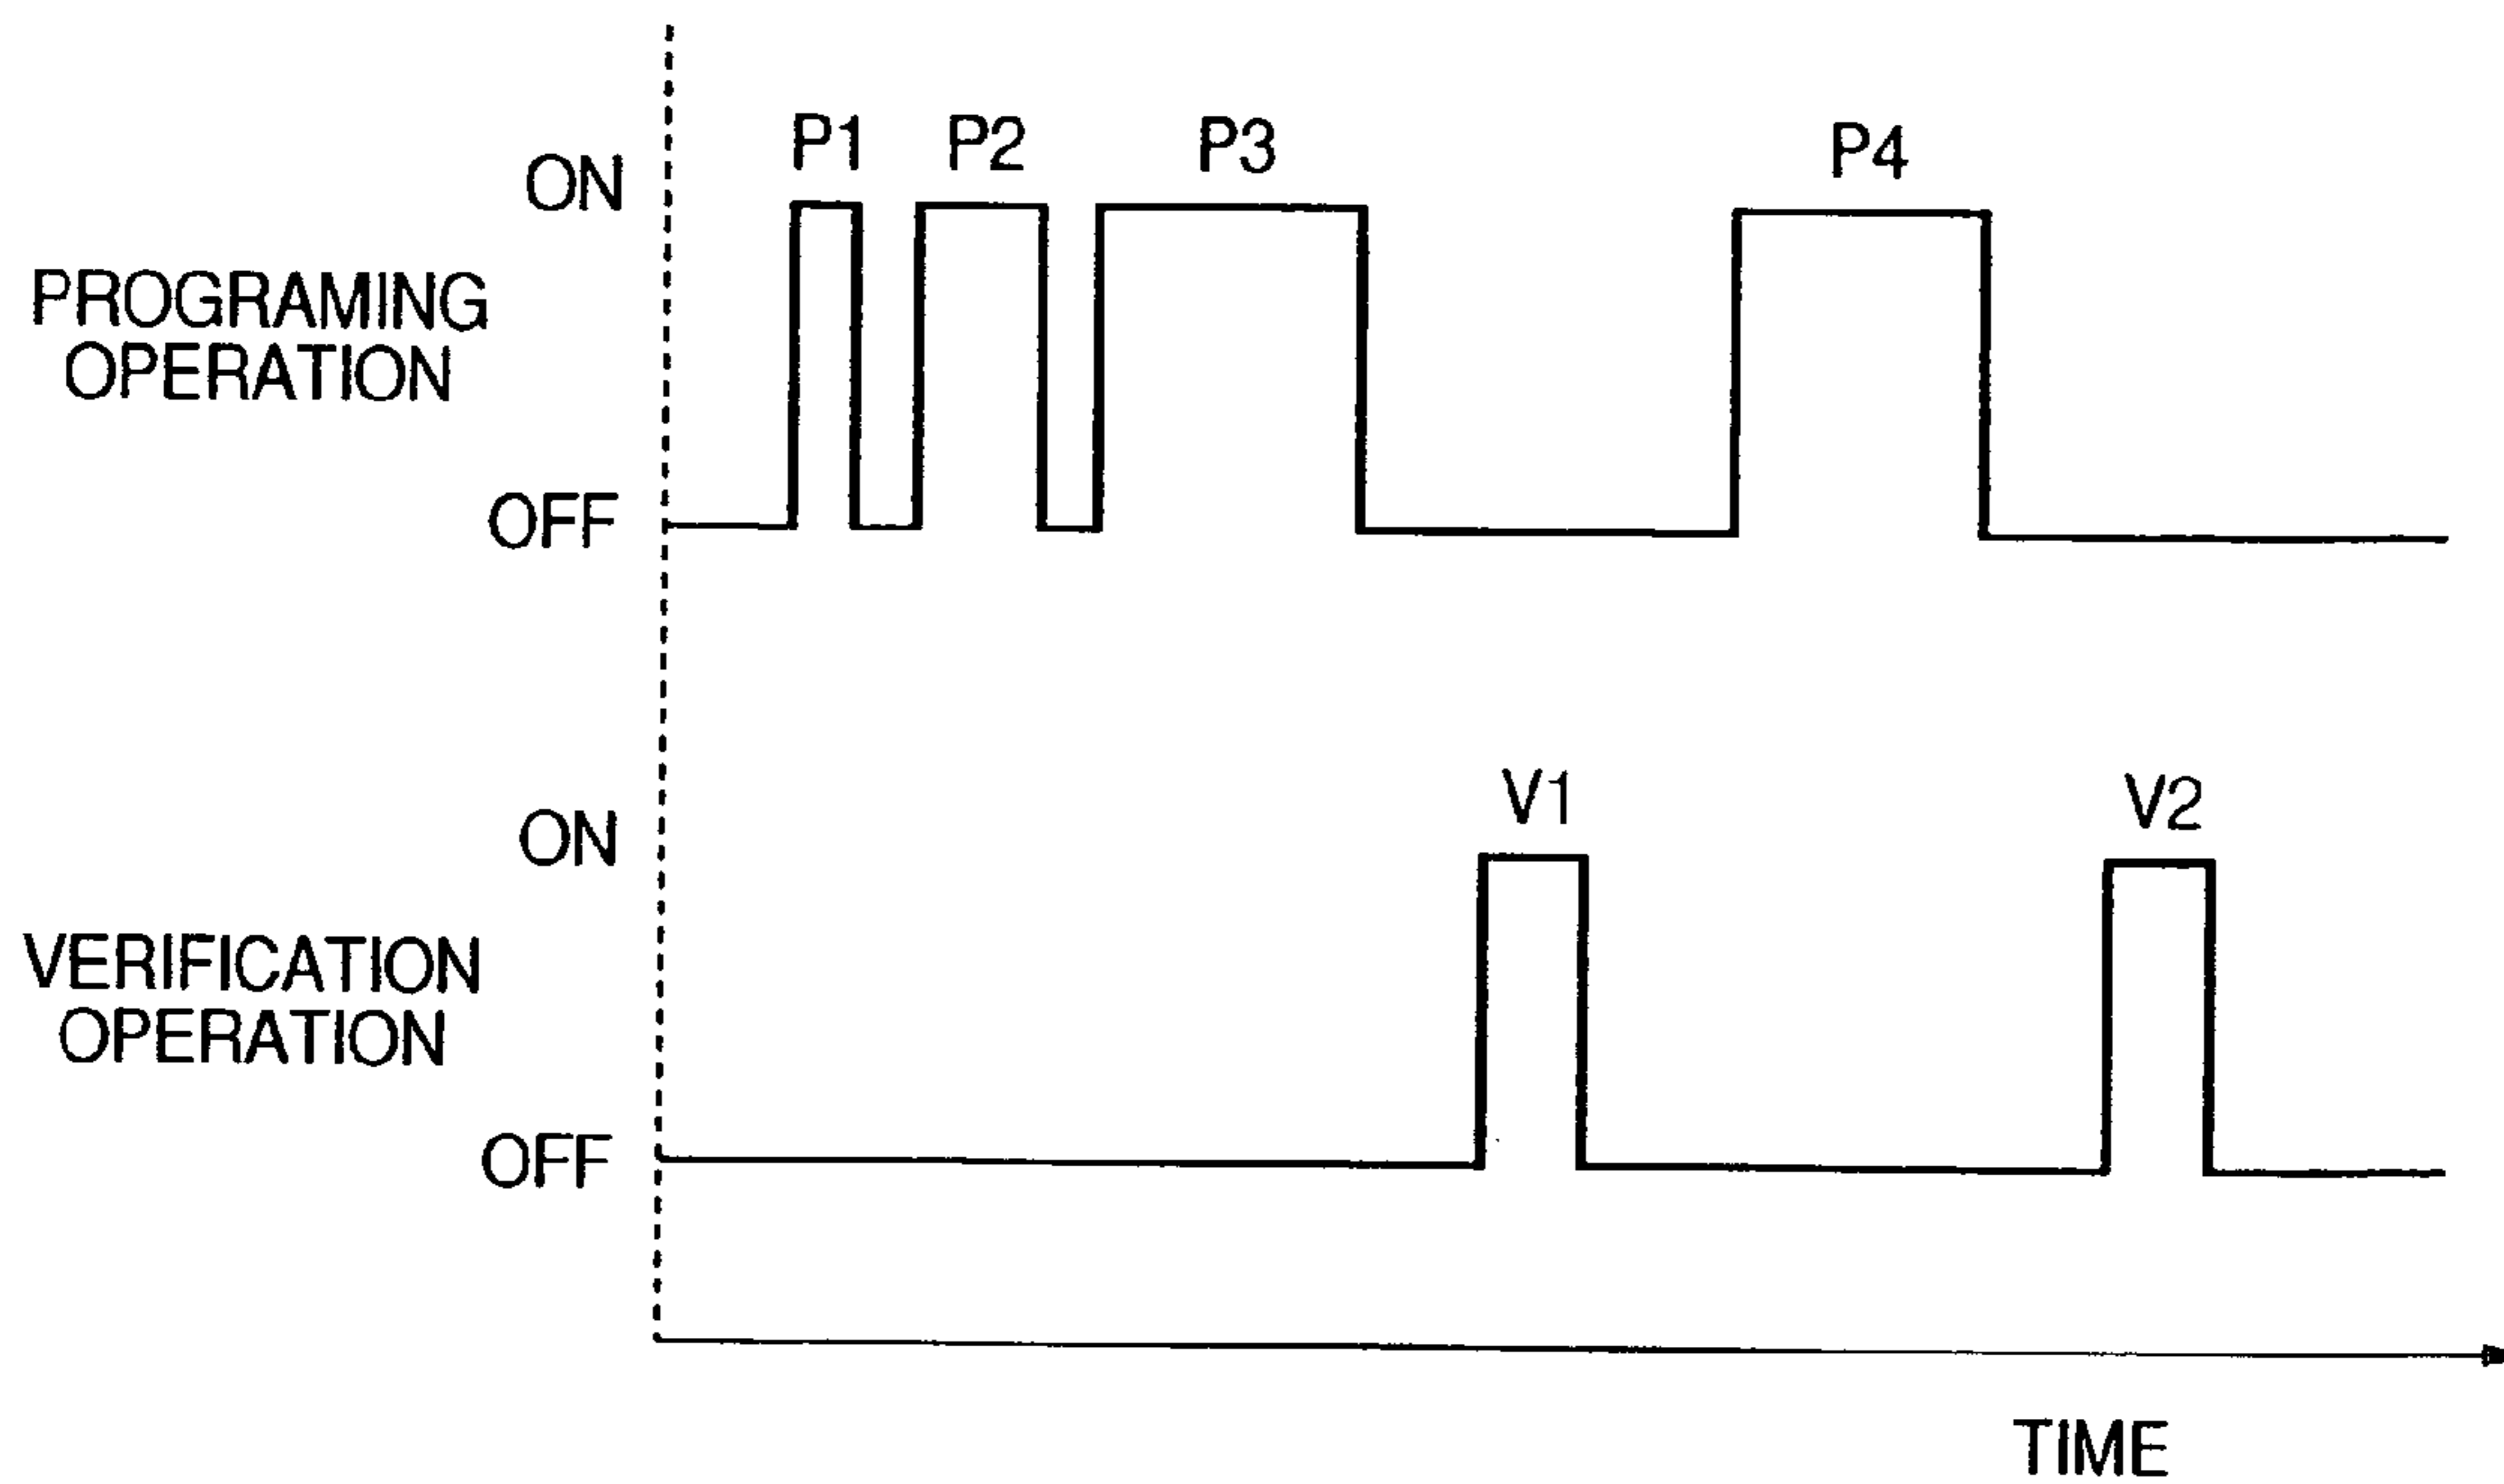 P1 P2 P3 P4
ON
PROGRAMING
OPERATION
OFF
V1 V2
ON
VERIFICATION
OPERATION
OFF
TIME